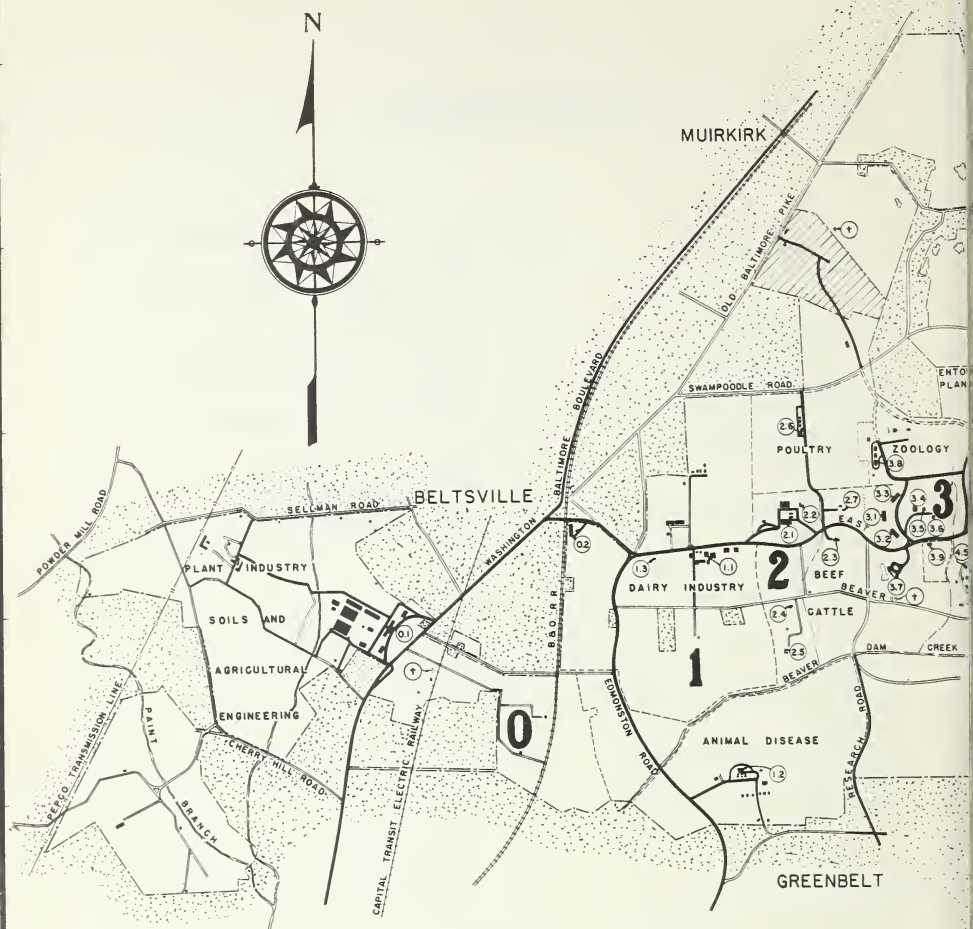 N
MUIRKIRK
OLD BALTIMORE PIKE
BALTIMORE BOULEVARD
SWAMPOODLE ROAD
ENTO
PLAN
2.6
POULTRY
ZOOLOGY
3.8
BELTSVILLE
SELLMAN ROAD
POWDER MILL ROAD
WASHINGTON
3.3
3.4
3
2.7
2.2
3.1
EAST
3.5
3.6
2.1
3.2
0.2
2.3
3.9
4.5
PLANT INDUSTRY
1.3
1.1
DAIRY INDUSTRY
2
BEEF
3.7
†
BEAVER
CATTLE
SOILS AND
0.1
2.4
B & O. R. R.
DAM CREEK
AGRICULTURAL
†
1
2.5
BEAVER
ENGINEERING
0
EDMONSTON ROAD
ANIMAL DISEASE
RESEARCH ROAD
PEPCO TRANSMISSION LINE
PAINT BRANCH
CHERRY HILL ROAD
CAPITAL TRANSIT ELECTRIC RAILWAY
1.2
GREENBELT
†